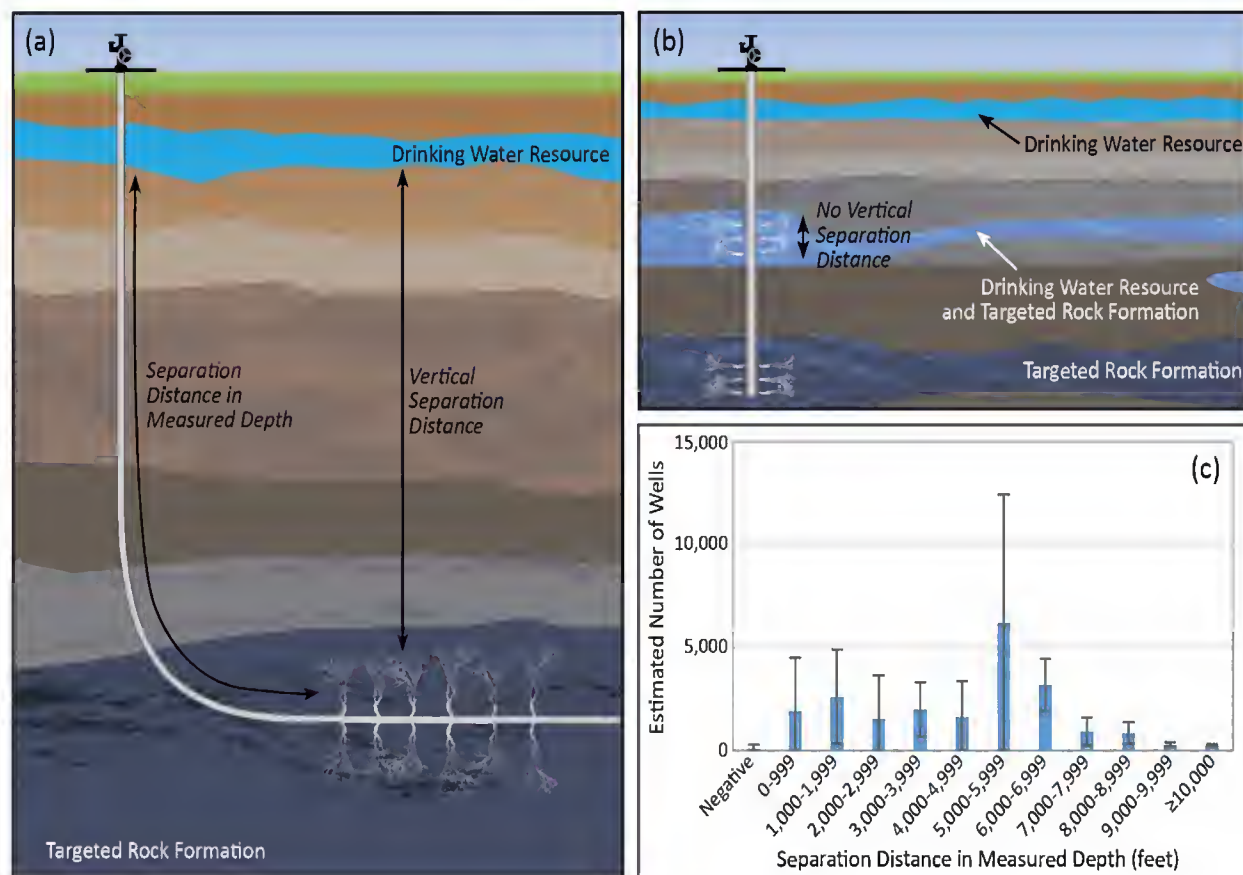 (a)
Drinking Water Resource
Separation
Distance in
Measured Depth
Vertical
Separation
Distance
Targeted Rock Formation
(b)
Drinking Water Resource
No Vertical
Separation
Distance
Drinking Water Resource
and Targeted Rock Formation
Targeted Rock Formation
(c)
Estimated Number of Wells
15,000
10,000
5,000
0
Negative
0-999
1,000-1,999
2,000-2,999
3,000-3,999
4,000-4,999
5,000-5,999
6,000-6,999
7,000-7,999
8,000-8,999
9,000-9,999
≥10,000
Separation Distance in Measured Depth (feet)